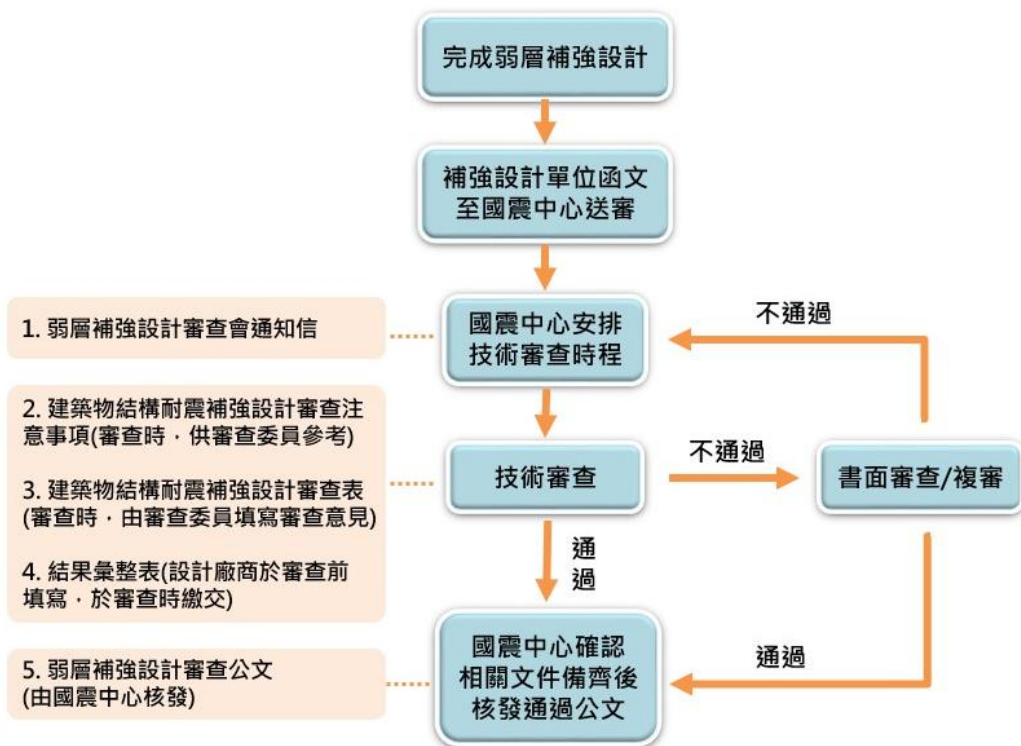 完成弱層補強設計
補強設計單位函文
至國震中心送審
1. 弱層補強設計審查會通知信
國震中心安排
技術審查時程
不通過
2. 建築物結構耐震補強設計審查注
意事項(審查時,供審查委員參考)
3. 建築物結構耐震補強設計審查表
(審查時,由審查委員填寫審查意見)
4. 結果彙整表(設計廠商於審查前
填寫,於審查時繳交)
技術審查
不通過
書面審查/複審
通
過
5. 弱層補強設計審查公文
(由國震中心核發)
國震中心確認
相關文件備齊後
核發通過公文
通過